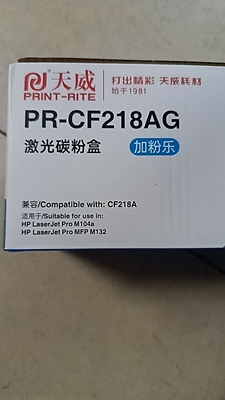 天威
PRINT-RITE
打出精彩 天威耗材
始于1981
PR-CF218AG
激光碳粉盒 加粉乐
兼容/Compatible with: CF218A
适用于/Suitable for use in:
HP LaserJet Pro M104a
HP LaserJet Pro MFP M132